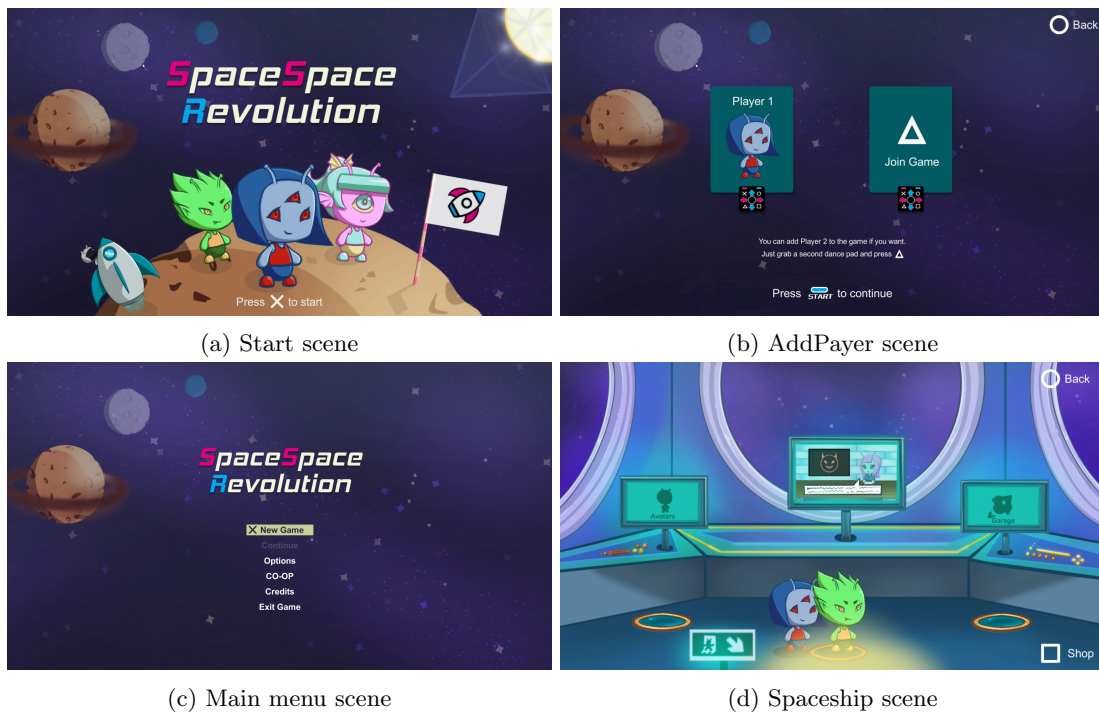 SpaceSpace
Revolution
Press X to start
(a) Start scene
Back
Player 1
Join Game
You can add Player 2 to the game if you want.
Just grab a second dance pad and press △
Press START to continue
(b) AddPayer scene
SpaceSpace
Revolution
New Game
Continue
Options
CO-OP
Credits
Exit Game
(c) Main menu scene
Back
Avatars
Garage
Shop
(d) Spaceship scene